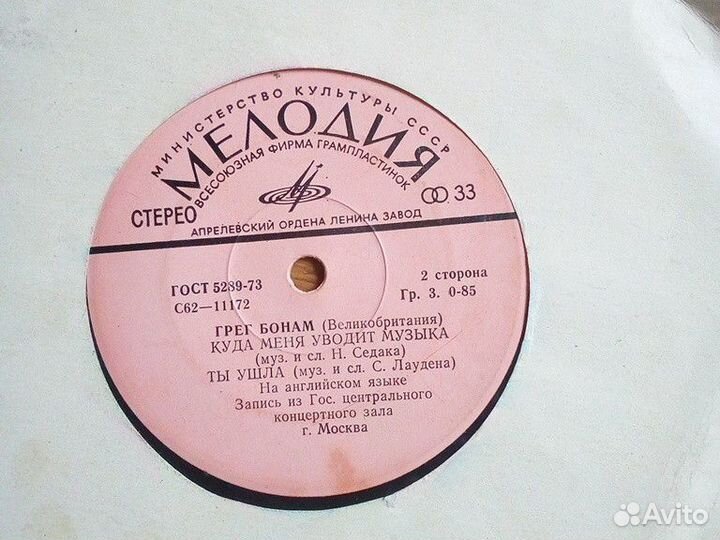 МИНИСТЕРСТВО КУЛЬТУРЫ СССР
МЕЛОДИЯ
ВСЕСОЮЗНАЯ ФИРМА ГРАМПЛАСТИНОК
СТЕРЕО
33
АПРЕЛЕВСКИЙ ОРДЕНА ЛЕНИНА ЗАВОД
ГОСТ 5289-73
2 сторона
С62—11172
Гр. 3. 0-85
ГРЕГ БОНАМ (Великобритания)
КУДА МЕНЯ УВОДИТ МУЗЫКА
(муз. и сл. Н. Седака)
ТЫ УШЛА (муз. и сл. С. Лаудена)
На английском языке
Запись из Гос. центрального
концертного зала
г. Москва
Avito